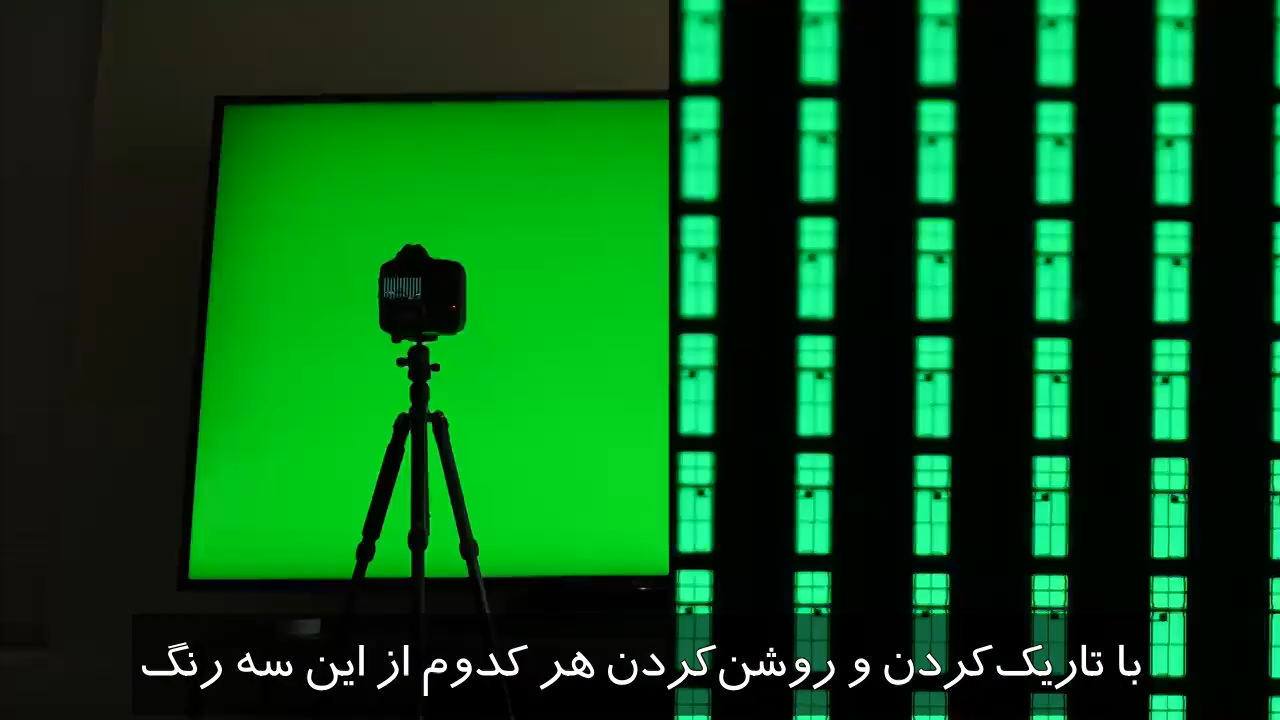 با تاریک‌کردن و روشن‌کردن هر کدوم از این سه رنگ